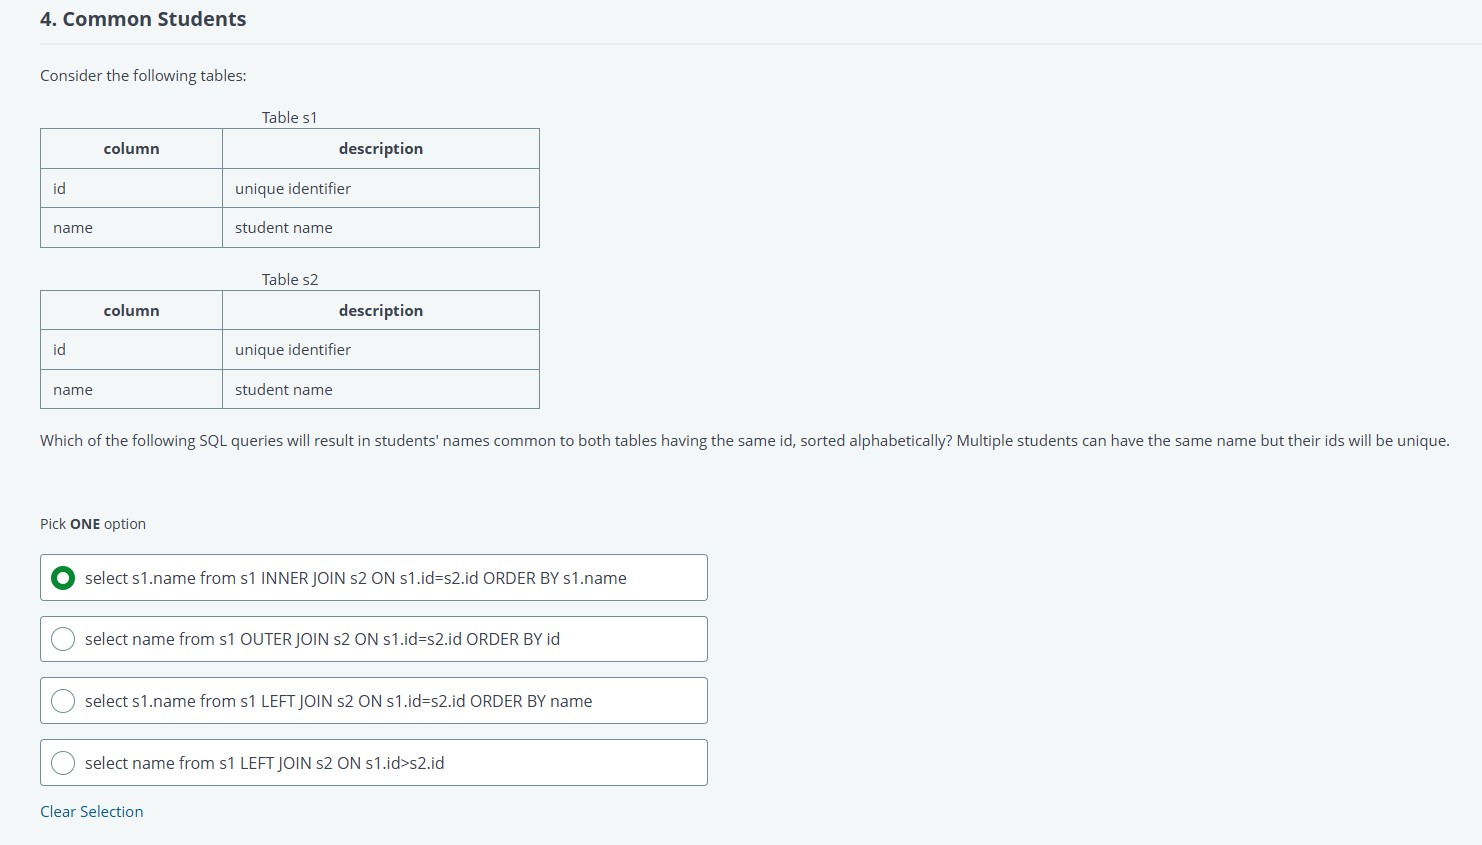 4. Common Students
Consider the following tables:
Table s1
column description
id unique identifier
name student name
Table s2
column description
id unique identifier
name student name
Which of the following SQL queries will result in students' names common to both tables having the same id, sorted alphabetically? Multiple students can have the same name but their ids will be unique.
Pick ONE option
select s1.name from s1 INNER JOIN s2 ON s1.id=s2.id ORDER BY s1.name
select name from s1 OUTER JOIN s2 ON s1.id=s2.id ORDER BY id
select s1.name from s1 LEFT JOIN s2 ON s1.id=s2.id ORDER BY name
select name from s1 LEFT JOIN s2 ON s1.id>s2.id
Clear Selection